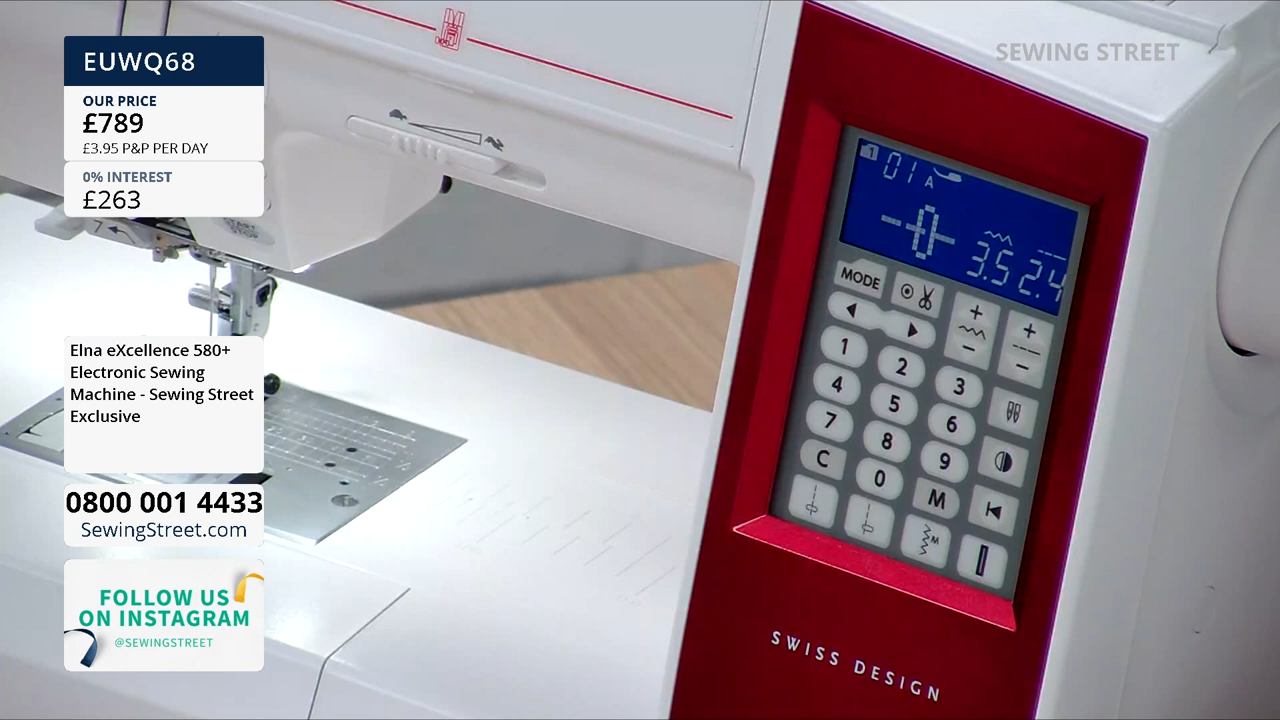 EUWQ68
OUR PRICE
£789
£3.95 P&P PER DAY
0% INTEREST
£263
Elna eXcellence 580+
Electronic Sewing
Machine - Sewing Street
Exclusive
0800 001 4433
SewingStreet.com
FOLLOW US
ON INSTAGRAM
@SEWINGSTREET
SEWING STREET
7
1 01 A
3.5 2.4
MODE
+ +
- -
1 2 3
4 5 6
7 8 9
C 0 M
M
SWISS DESIGN